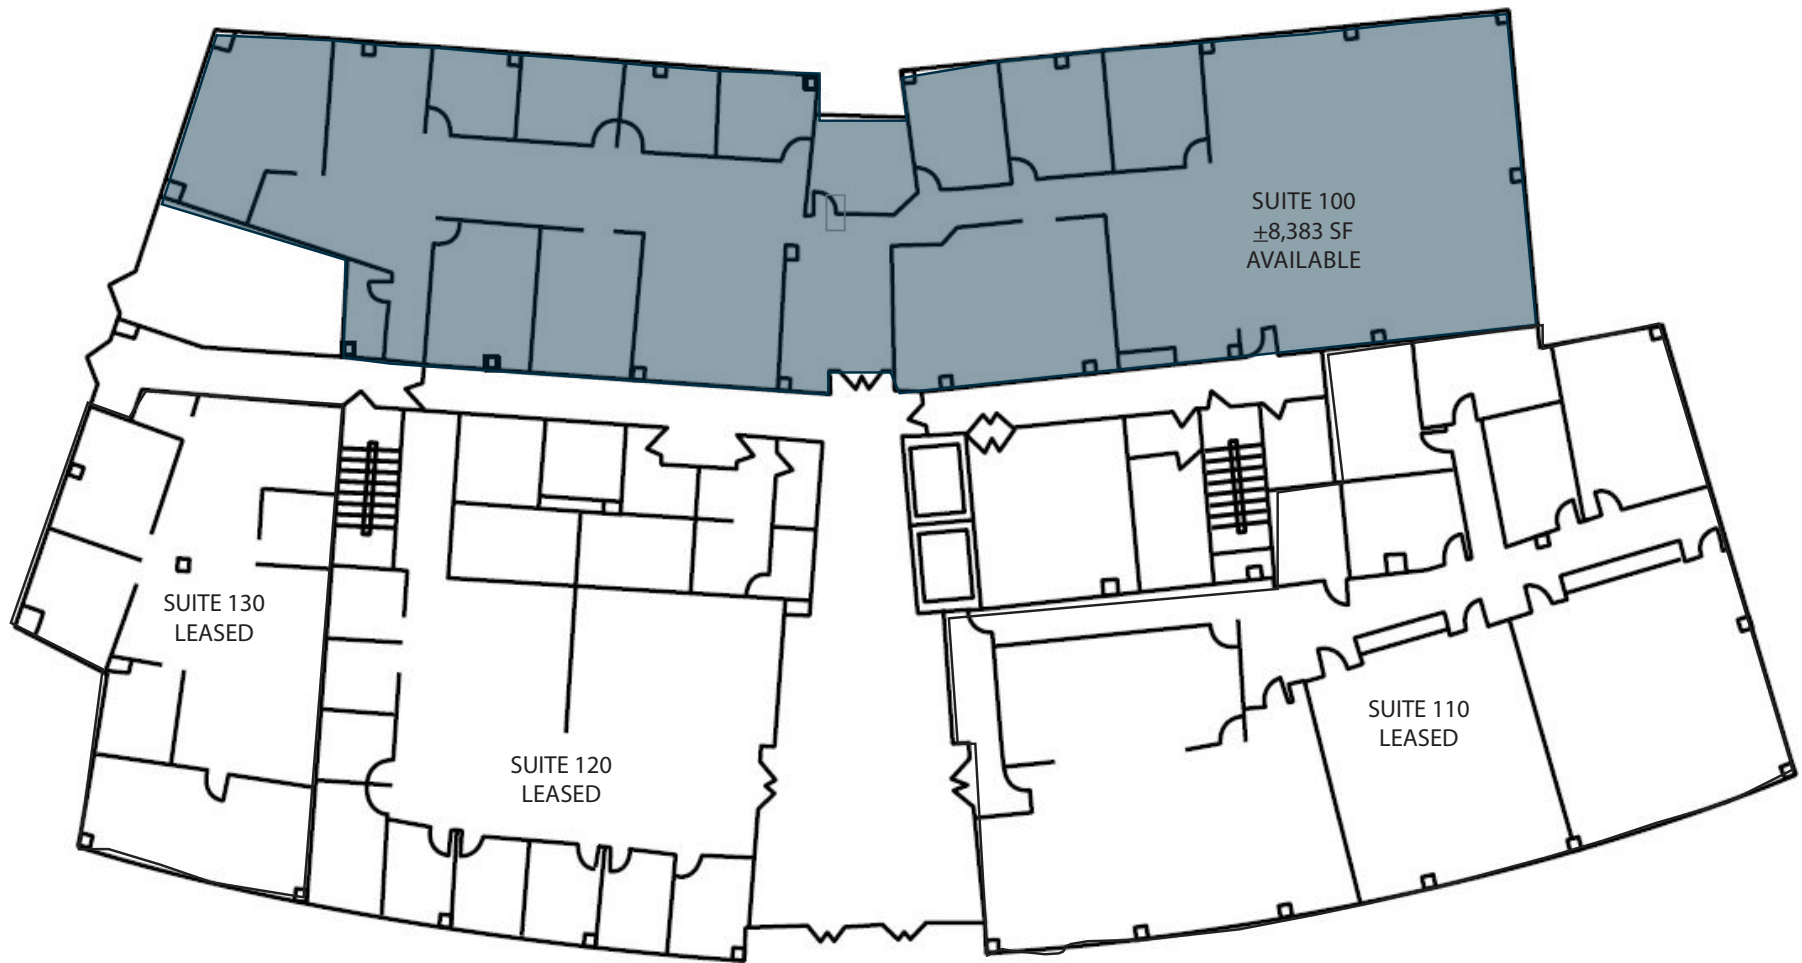 SUITE 100
±8,383 SF
AVAILABLE
SUITE 130
LEASED
SUITE 120
LEASED
SUITE 110
LEASED